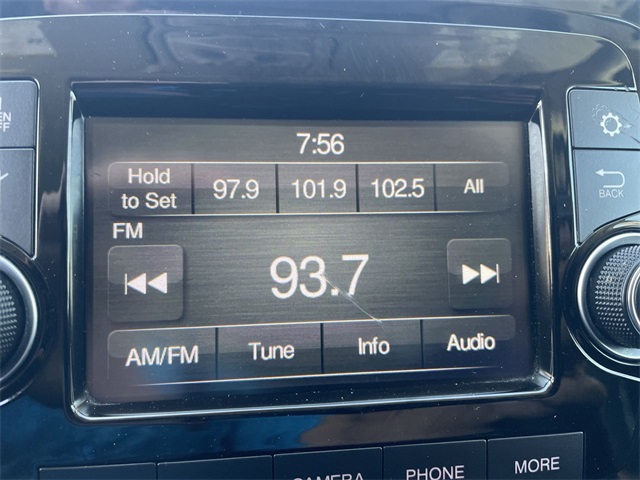 7:56
Hold to Set 97.9 101.9 102.5 All
FM
93.7
AM/FM Tune Info Audio
BACK
CAMERA PHONE MORE